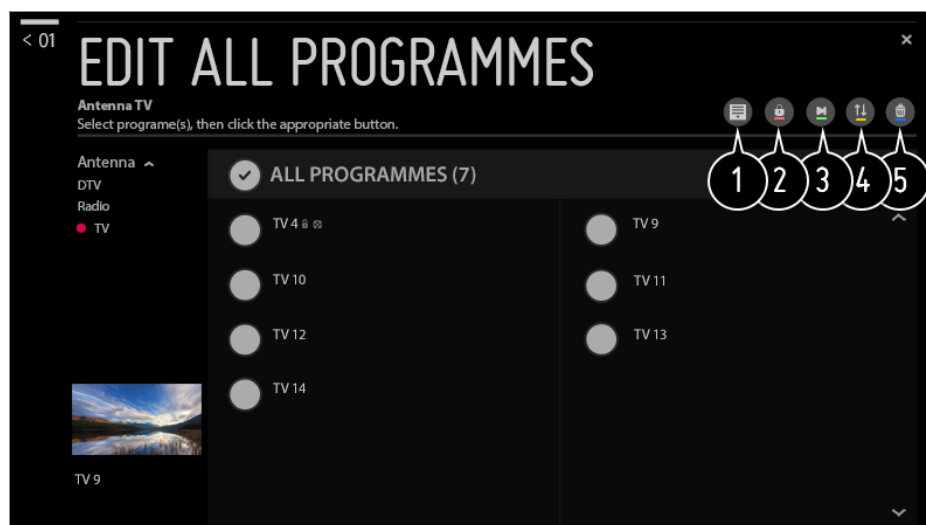 < 01
EDIT ALL PROGRAMMES
Antenna TV
Select programe(s), then click the appropriate button.
1 2 3 4 5
Antenna
DTV
Radio
TV
ALL PROGRAMMES (7)
TV 4
TV 9
TV 10
TV 11
TV 12
TV 13
TV 14
TV 9